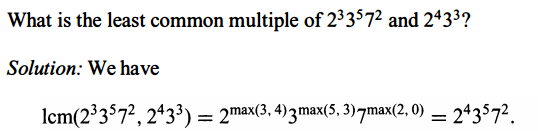 What is the least common multiple of 2³3⁵7² and 2⁴3³?
Solution: We have
lcm(2³3⁵7², 2⁴3³) = 2^max(3, 4)3^max(5, 3)7^max(2, 0) = 2⁴3⁵7².